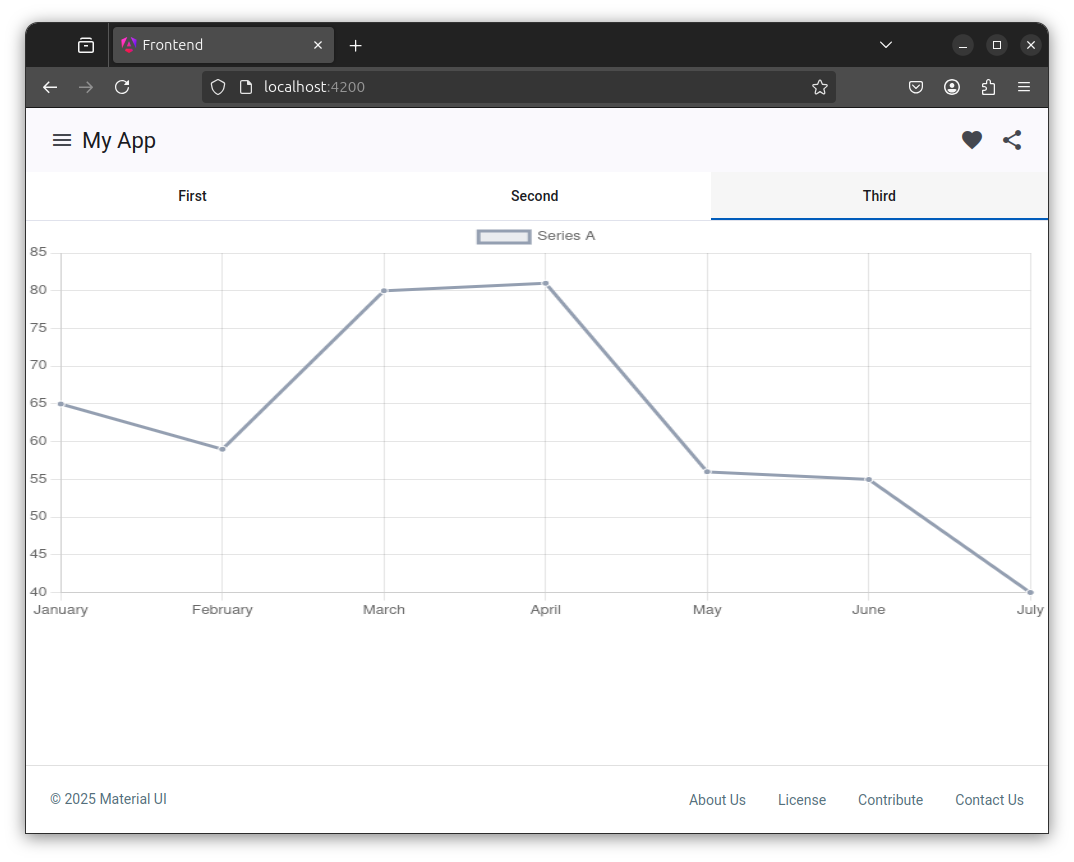 Frontend
localhost:4200
My App
First Second Third
Series A
85
80
75
70
65
60
55
50
45
40
January February March April May June July
© 2025 Material UI About Us License Contribute Contact Us